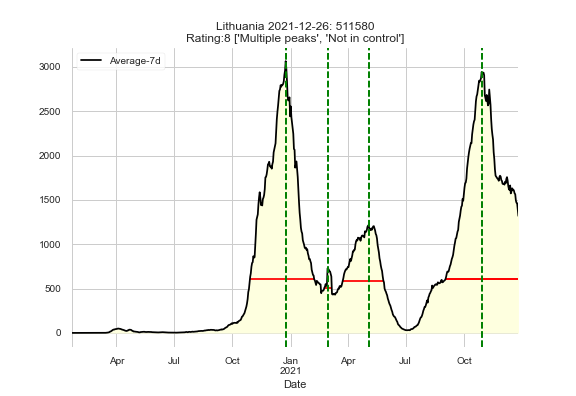 Lithuania 2021-12-26: 511580
Rating:8 ['Multiple peaks', 'Not in control']
Average-7d
3000
2500
2000
1500
1000
500
0
Apr Jul Oct Jan Apr Jul Oct
2021
Date